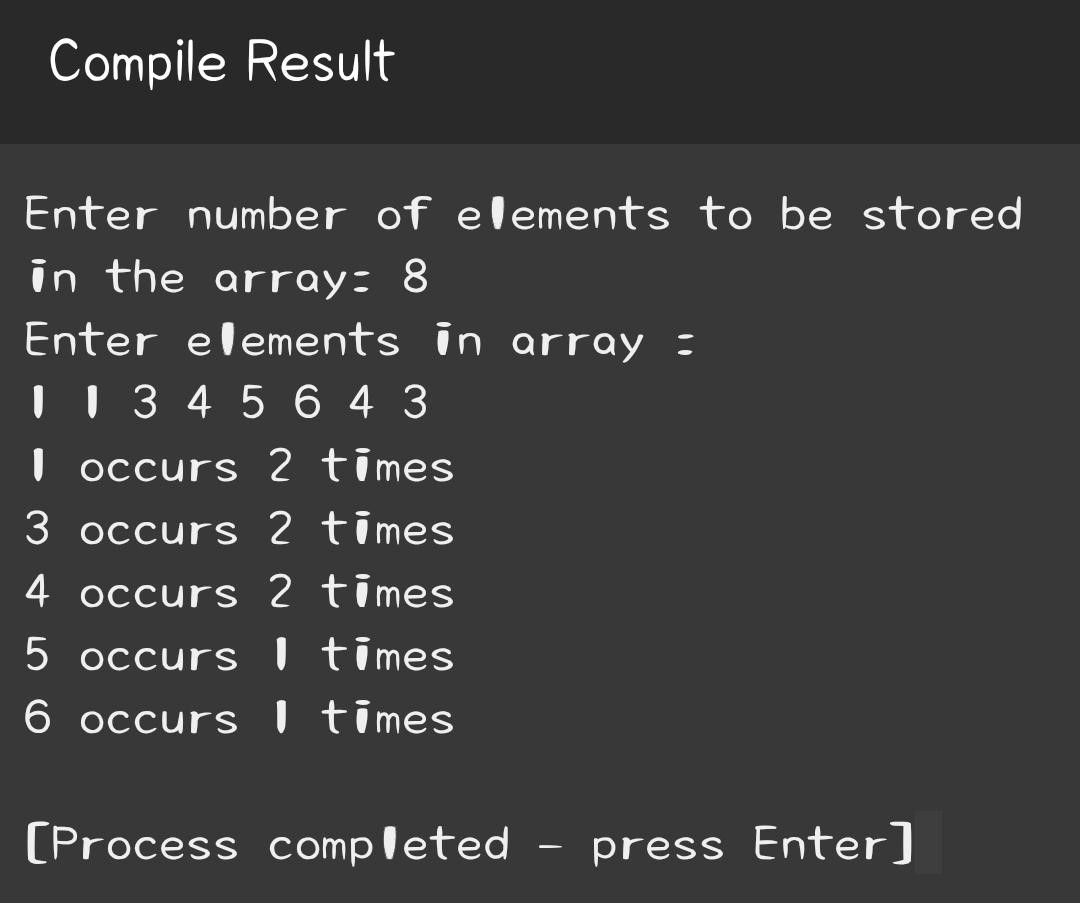 Compile Result
Enter number of elements to be stored
in the array: 8
Enter elements in array :
1 1 3 4 5 6 4 3
1 occurs 2 times
3 occurs 2 times
4 occurs 2 times
5 occurs 1 times
6 occurs 1 times
[Process completed - press Enter]